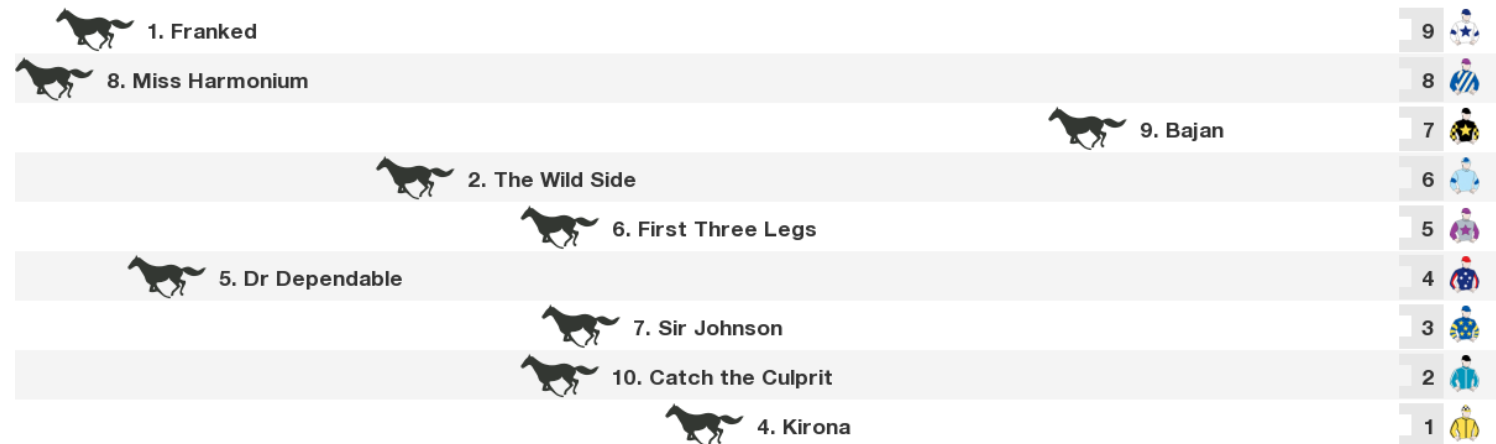 1. Franked 9
8. Miss Harmonium 8
9. Bajan 7
2. The Wild Side 6
6. First Three Legs 5
5. Dr Dependable 4
7. Sir Johnson 3
10. Catch the Culprit 2
4. Kirona 1